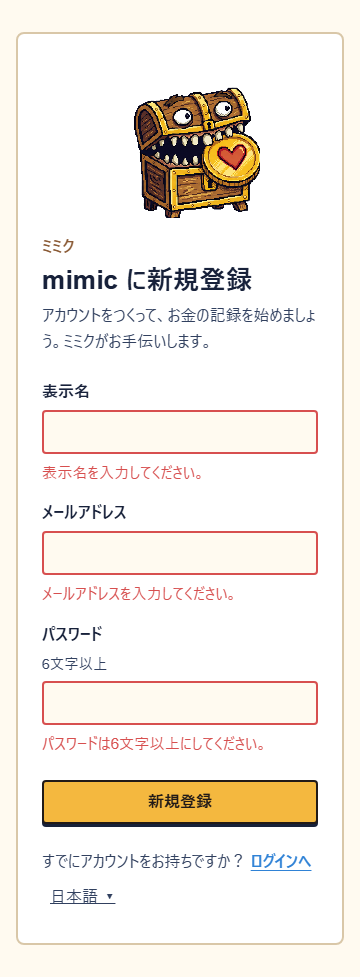 ミミク
mimic に新規登録
アカウントをつくって、お金の記録を始めましょ
う。ミミクがお手伝いします。
表示名
表示名を入力してください。
メールアドレス
メールアドレスを入力してください。
パスワード
6文字以上
パスワードは6文字以上にしてください。
新規登録
すでにアカウントをお持ちですか？ ログインへ
日本語 ▼